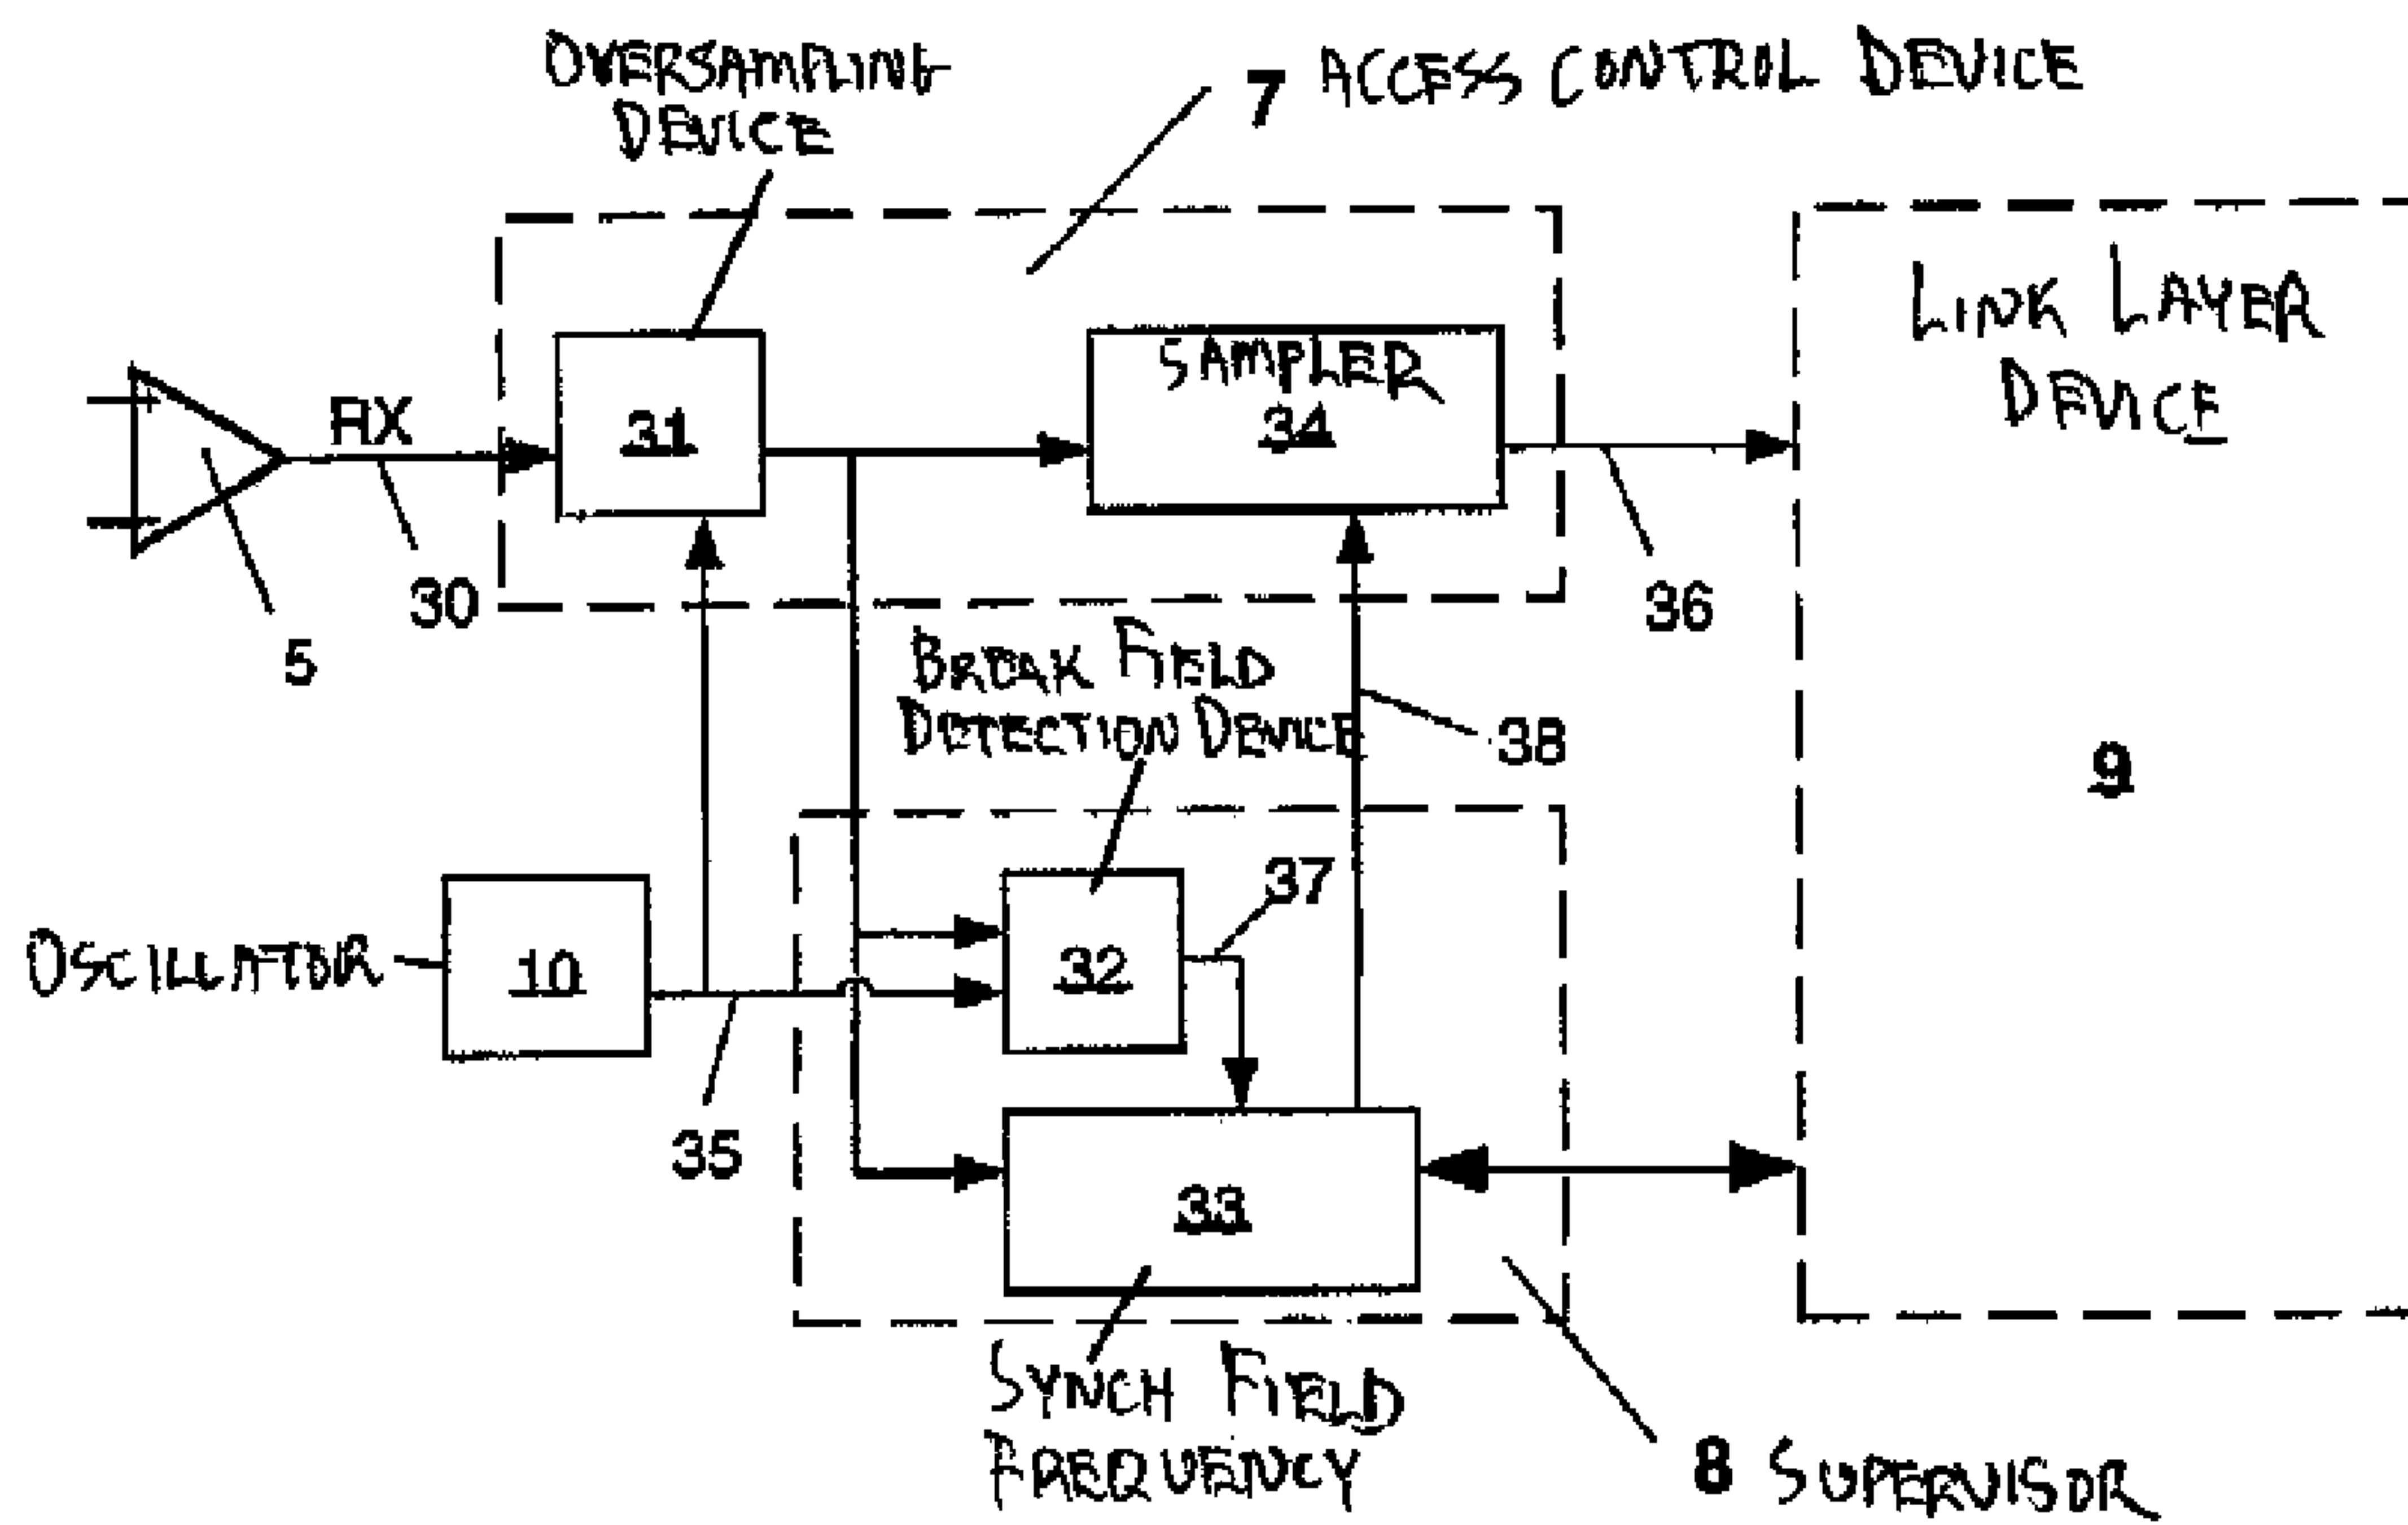 OVERSAMPLING
DEVICE
7 ACCESS CONTROL DEVICE
LINK LAYER
DEVICE
RX
31
SAMPLER
34
30
5
36
BREAK FIELD
DETECTION DEVICE
38
9
37
OSCILLATOR
10
32
35
33
SYNCH FIELD
FREQUENCY
8 SUPERVISOR